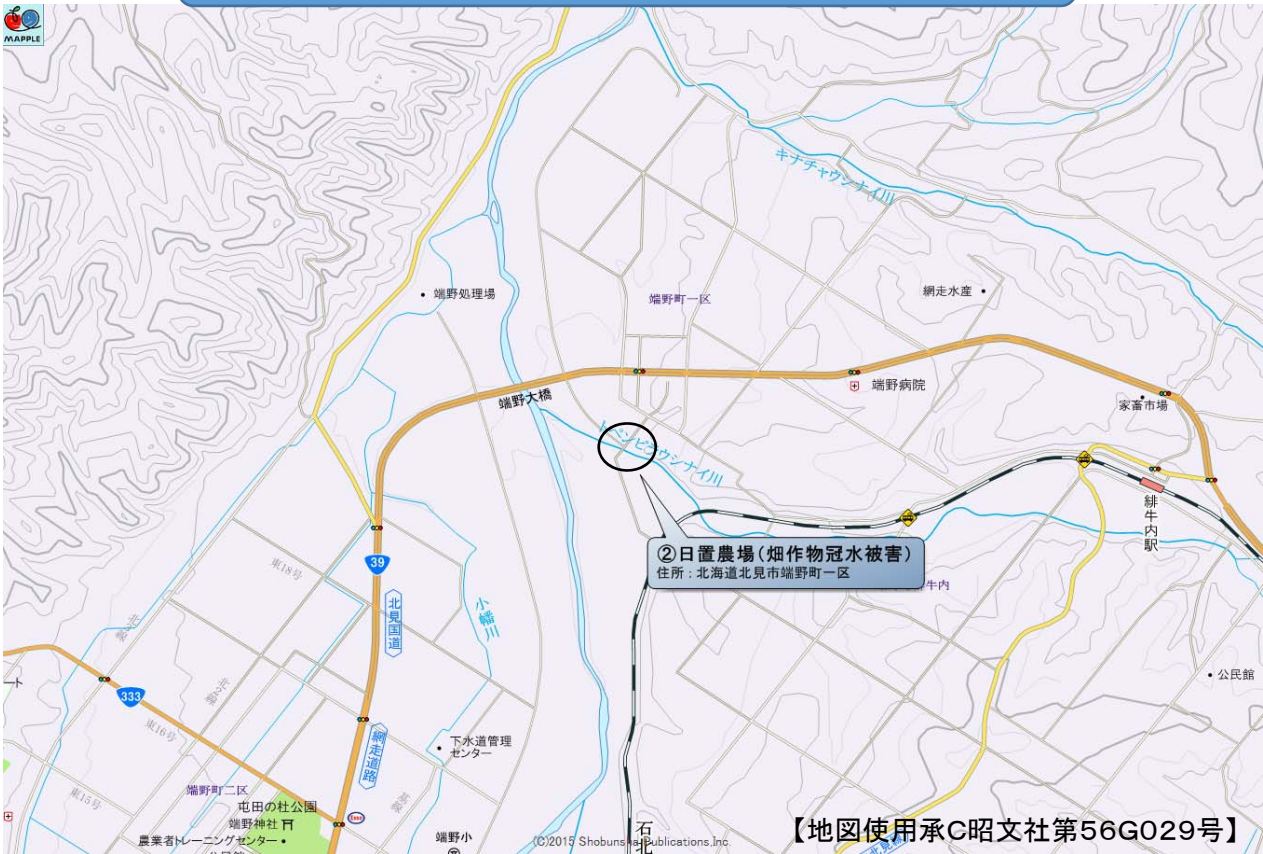 MAPPLE
キナチャウンナイ川
端野処理場
端野町一区
網走水産
端野病院
端野大橋
家畜市場
緋牛内駅
②日置農場(畑作物冠水被害)
住所:北海道北見市端野町一区
牛内
39
東18号
北見国道
小幡川
公民館
333
東16号
下水道管理
センター
網走道路
端野町二区
東15号
基線
屯田の杜公園
端野神社
農業者トレーニングセンター
端野小
石北
(C)2015 Shobunsha Publications,Inc.
【地図使用承C昭文社第56G029号】